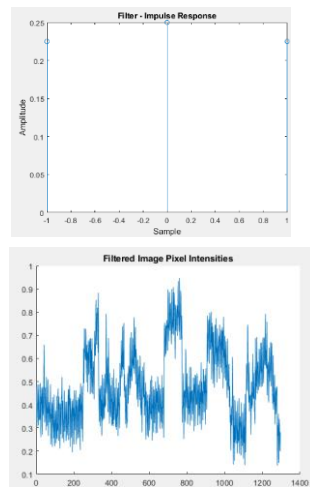 Filter - Impulse Response
0.25
0.2
0.15
0.1
0.05
0
Amplitude
-1 -0.8 -0.6 -0.4 -0.2 0 0.2 0.4 0.6 0.8 1
Sample
Filtered Image Pixel Intensities
1
0.9
0.8
0.7
0.6
0.5
0.4
0.3
0.2
0.1
0 200 400 600 800 1000 1200 1400